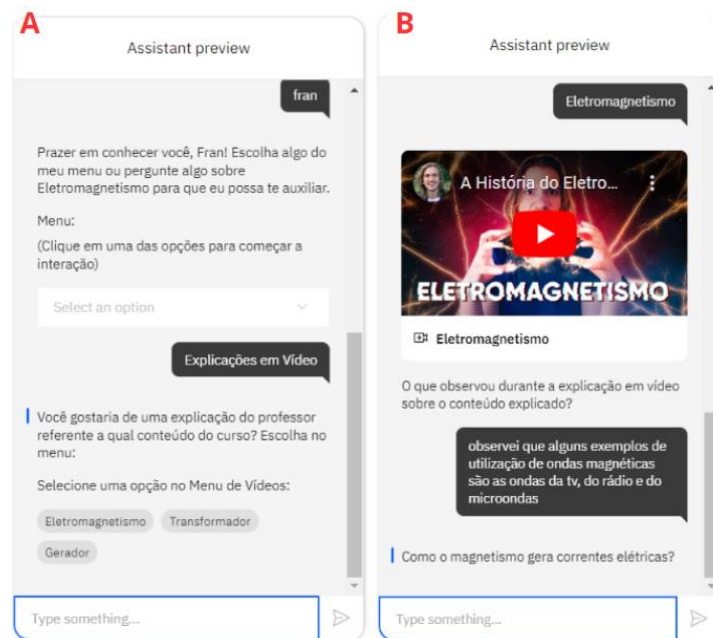 A
Assistant preview
fran
Prazer em conhecer você, Fran! Escolha algo do
meu menu ou pergunte algo sobre
Eletromagnetismo para que eu possa te auxiliar.
Menu:
(Clique em uma das opções para começar a
interação)
Select an option
Explicações em Vídeo
Você gostaria de uma explicação do professor
referente a qual conteúdo do curso? Escolha no
menu:
Selecione uma opção no Menu de Vídeos:
Eletromagnetismo
Transformador
Gerador
Type something...
B
Assistant preview
Eletromagnetismo
A História do Eletro...
ELETROMAGNETISMO
Eletromagnetismo
O que observou durante a explicação em vídeo
sobre o conteúdo explicado?
observei que alguns exemplos de
utilização de ondas magnéticas
são as ondas da tv, do rádio e do
microondas
Como o magnetismo gera correntes elétricas?
Type something...